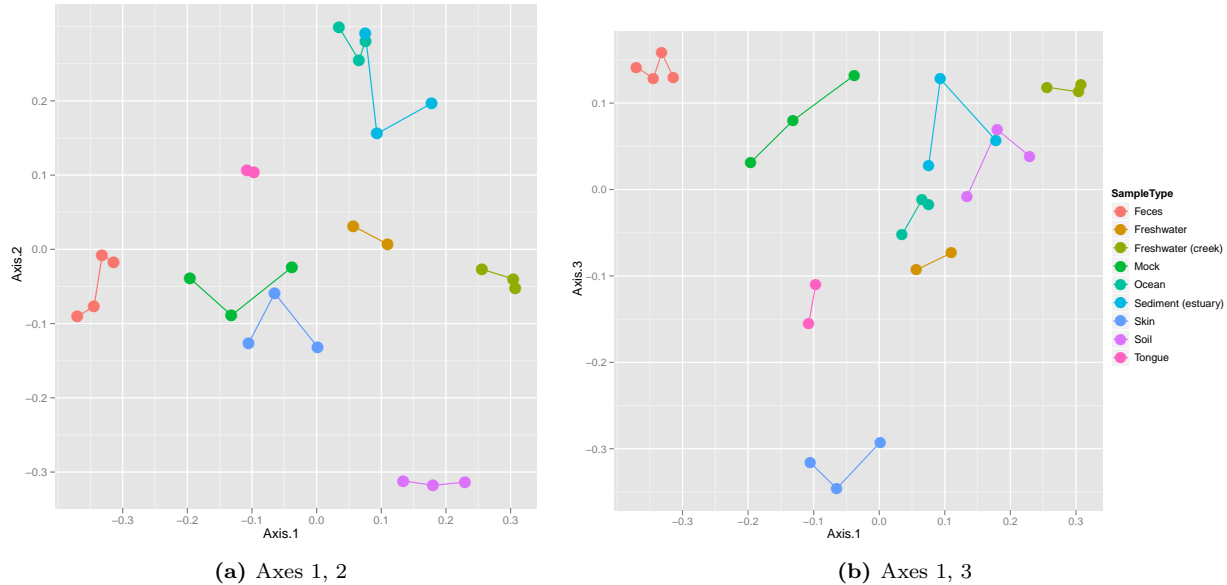 0.2
0.1
0.0
−0.1
−0.2
−0.3
Axis.2
−0.3 −0.2 −0.1 0.0 0.1 0.2 0.3
Axis.1
(a) Axes 1, 2
0.1
0.0
−0.1
−0.2
−0.3
Axis.3
−0.3 −0.2 −0.1 0.0 0.1 0.2 0.3
Axis.1
(b) Axes 1, 3
SampleType
Feces
Freshwater
Freshwater (creek)
Mock
Ocean
Sediment (estuary)
Skin
Soil
Tongue